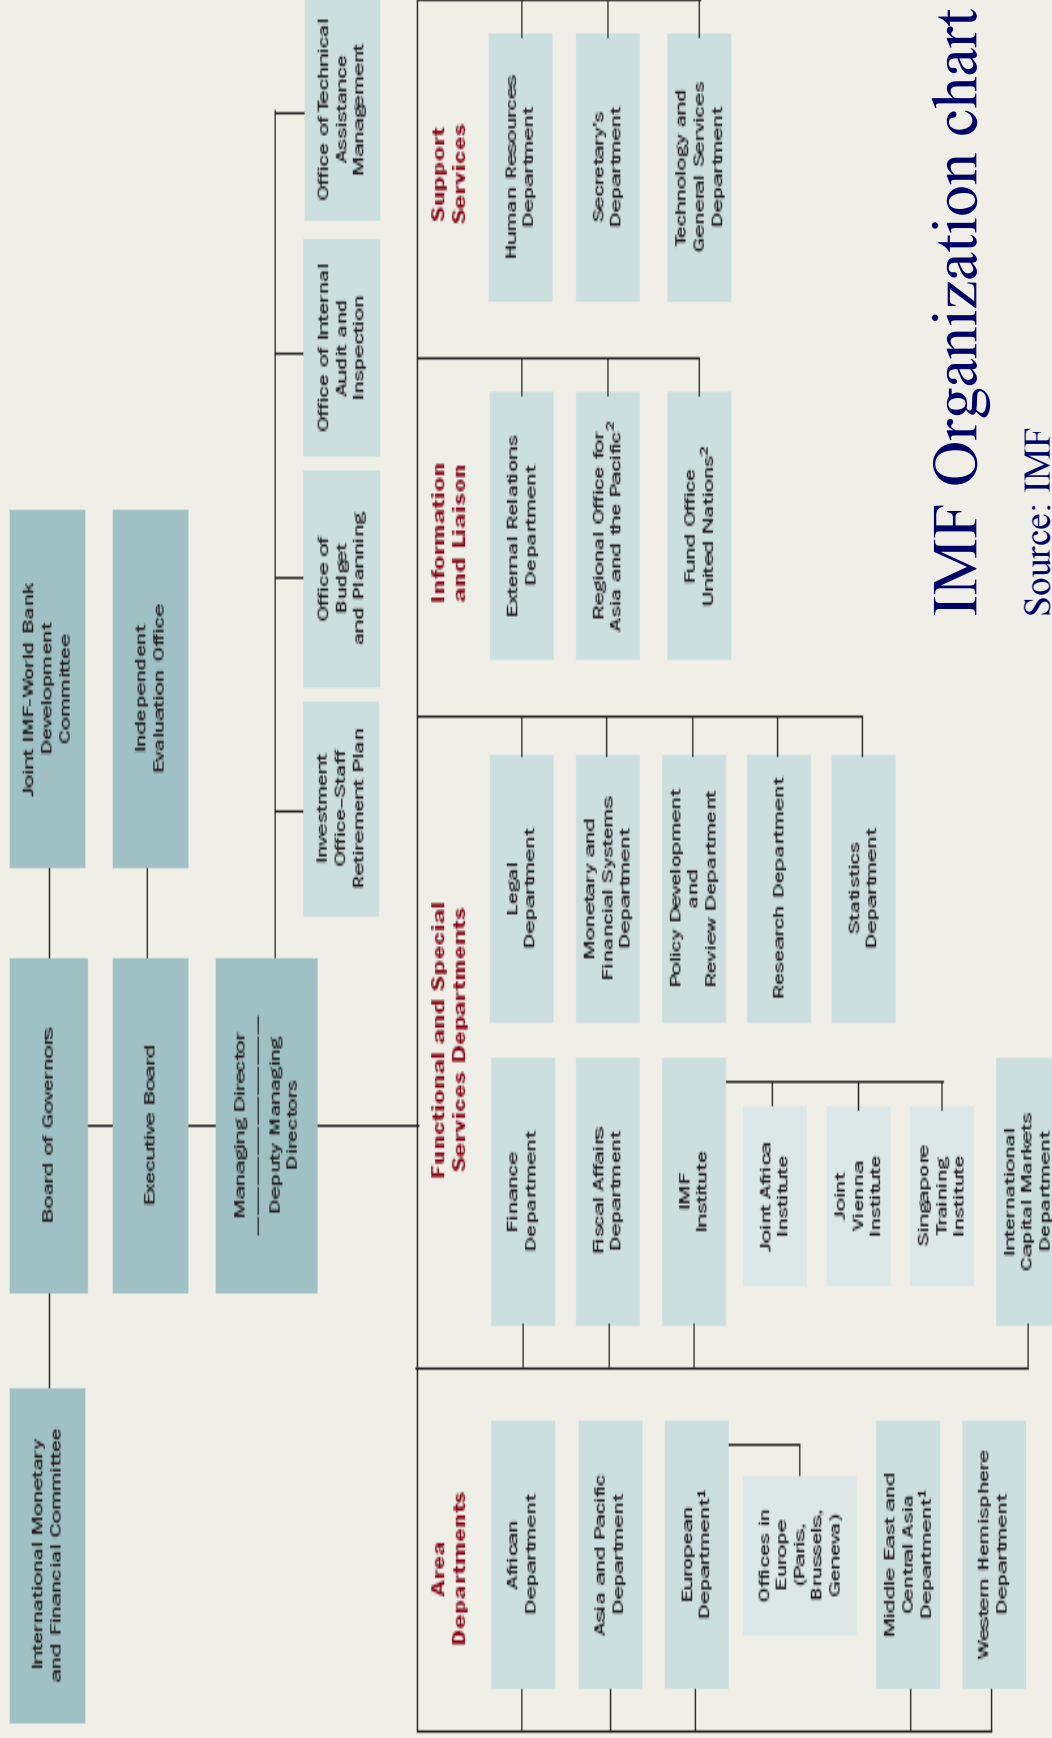 International Monetary
and Financial Committee
Board of Governors
Joint IMF-World Bank
Development
Committee
Executive Board
Independent
Evaluation Office
Managing Director
Deputy Managing
Directors
Investment
Office–Staff
Retirement Plan
Office of
Budget
and Planning
Office of Internal
Audit and
Inspection
Office of Technical
Assistance
Management
Area
Departments
African
Department
Asia and Pacific
Department
European
Department¹
Offices in
Europe
(Paris,
Brussels,
Geneva)
Middle East and
Central Asia
Department¹
Western Hemisphere
Department
Functional and Special
Services Departments
Finance
Department
Fiscal Affairs
Department
IMF
Institute
Joint Africa
Institute
Joint
Vienna
Institute
Singapore
Training
Institute
International
Capital Markets
Department
Legal
Department
Monetary and
Financial Systems
Department
Policy Development
and
Review Department
Research Department
Statistics
Department
Information
and Liaison
External Relations
Department
Regional Office for
Asia and the Pacific²
Fund Office
United Nations²
Support
Services
Human Resources
Department
Secretary's
Department
Technology and
General Services
Department
IMF Organization chart
Source: IMF